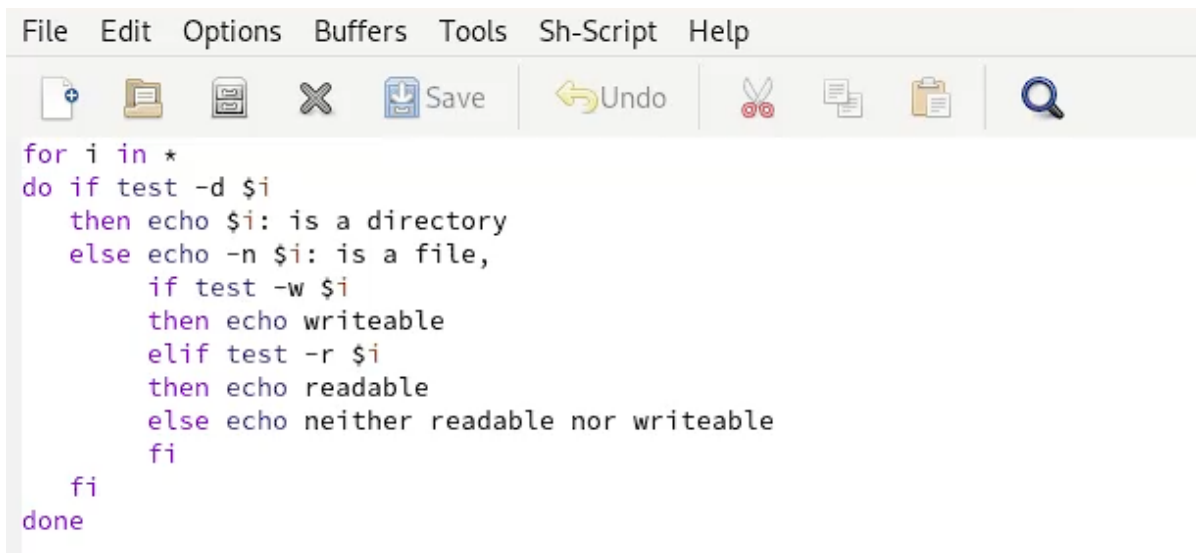 File Edit Options Buffers Tools Sh-Script Help
Save Undo
for i in *
do if test -d $i
   then echo $i: is a directory
   else echo -n $i: is a file,
        if test -w $i
        then echo writeable
        elif test -r $i
        then echo readable
        else echo neither readable nor writeable
        fi
   fi
done